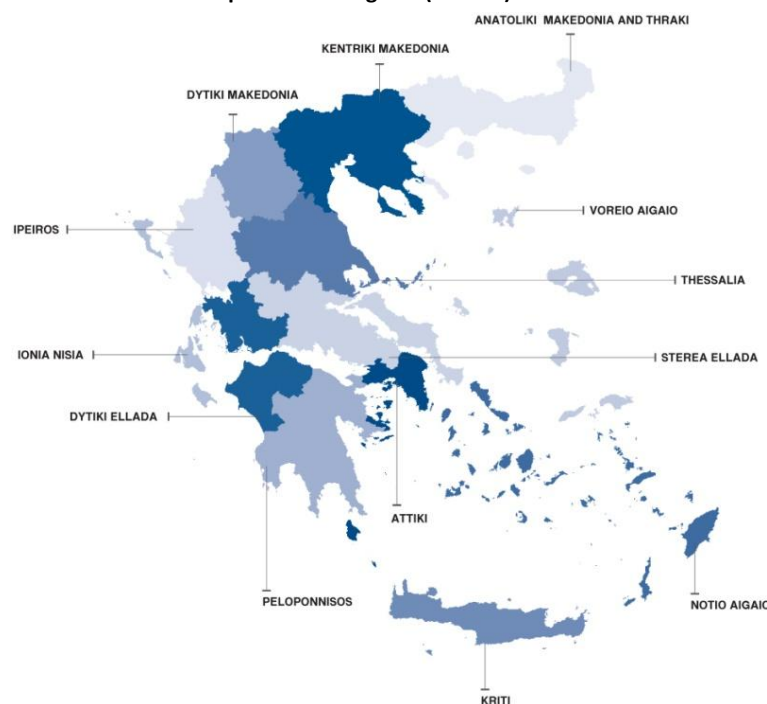 ANATOLIKI MAKEDONIA AND THRAKI
KENTRIKI MAKEDONIA
DYTIKI MAKEDONIA
VOREIO AIGAIO
IPEIROS
THESSALIA
IONIA NISIA
STEREA ELLADA
DYTIKI ELLADA
ATTIKI
PELOPONNISOS
NOTIO AIGAIO
KRITI